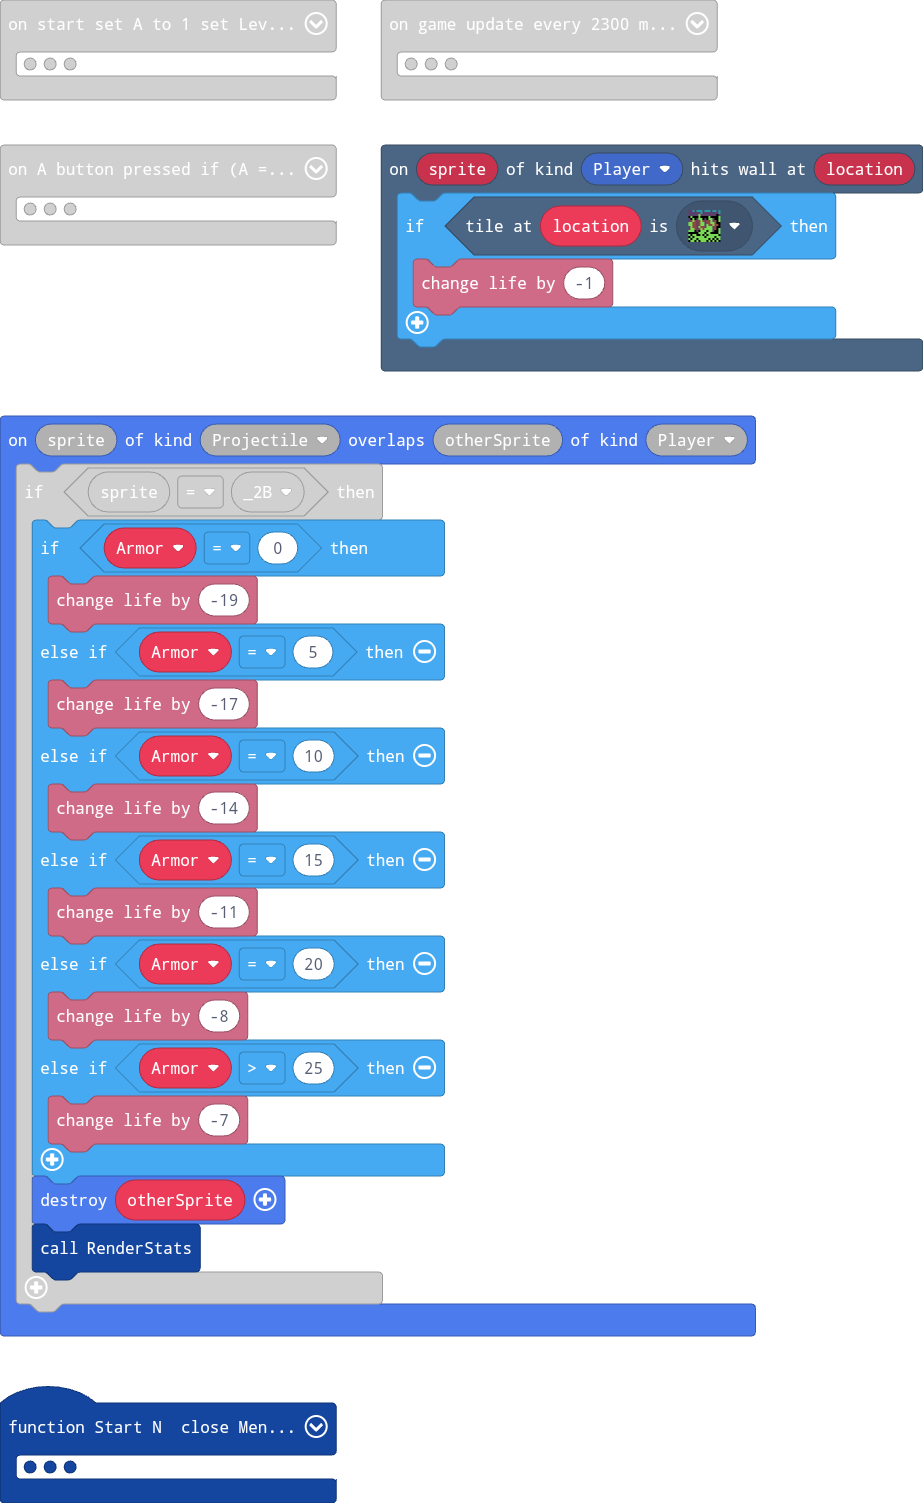 on start set A to 1 set Lev...
on game update every 2300 m...
on A button pressed if (A =...
on sprite of kind Player hits wall at location
if tile at location is then
change life by -1
on sprite of kind Projectile overlaps otherSprite of kind Player
if sprite = _2B then
if Armor = 0 then
change life by -19
else if Armor = 5 then
change life by -17
else if Armor = 10 then
change life by -14
else if Armor = 15 then
change life by -11
else if Armor = 20 then
change life by -8
else if Armor > 25 then
change life by -7
destroy otherSprite
call RenderStats
function Start N close Men...